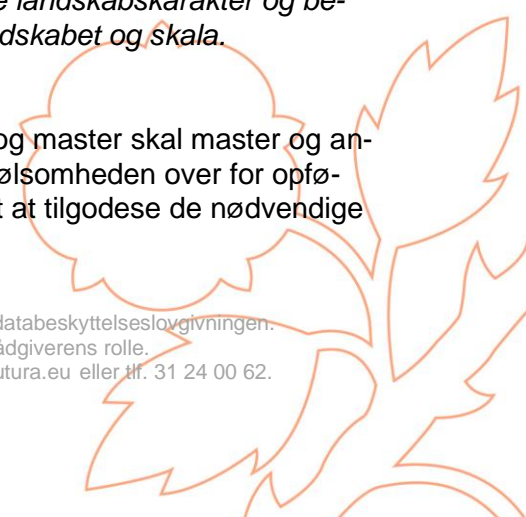 e landskabskarakter og be-
dskabet og skala.
og master skal master og an-
ølsomheden over for opfø-
t at tilgodese de nødvendige
databeskyttelseslovgivningen.
ådgiverens rolle.
utura.eu eller tlf. 31 24 00 62.